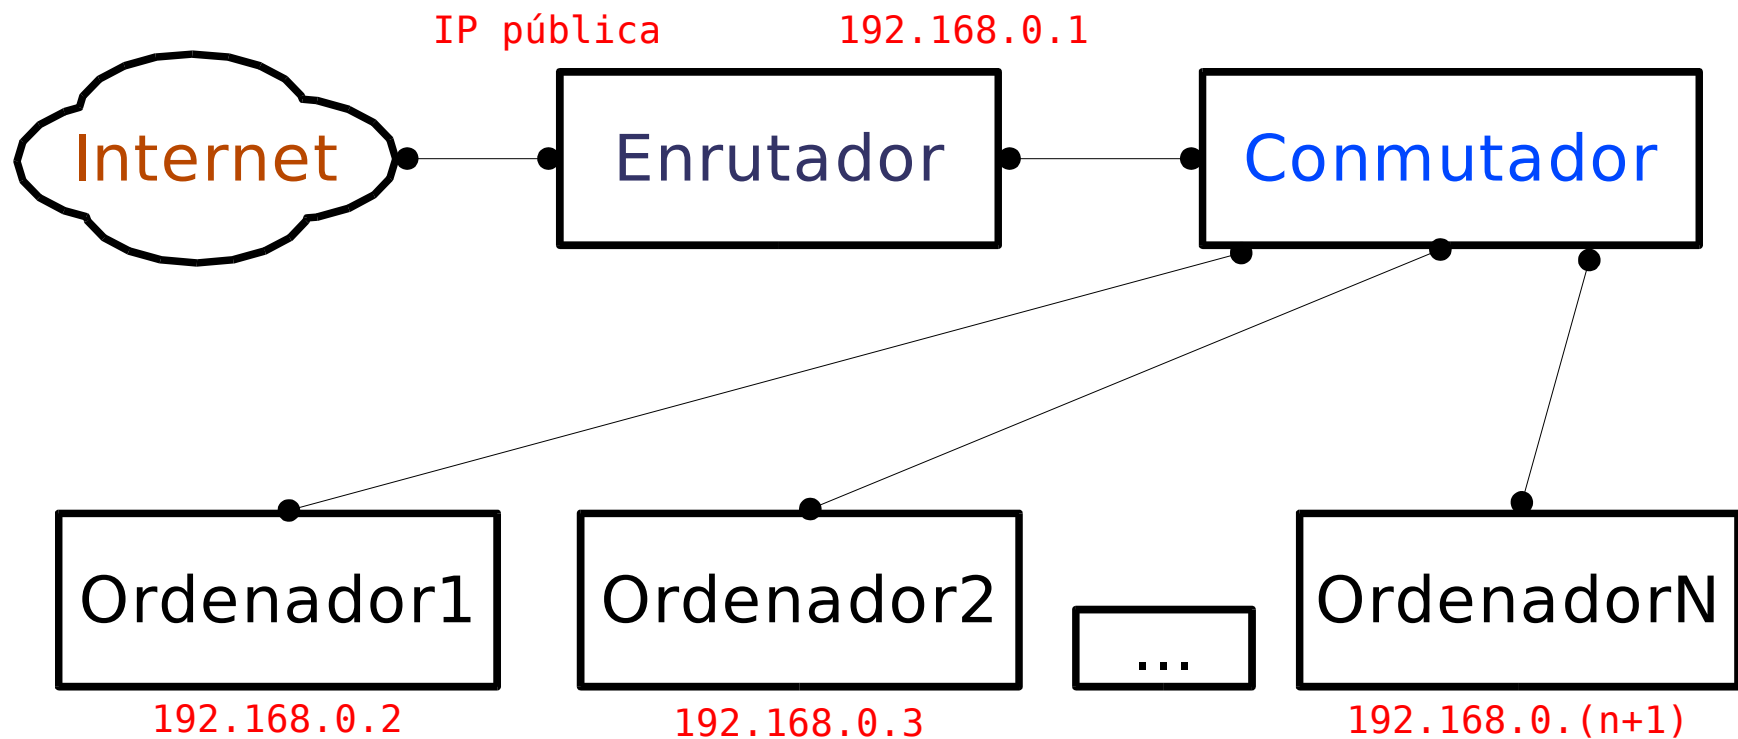 IP pública
192.168.0.1
Internet
Enrutador
Conmutador
Ordenador1
Ordenador2
...
OrdenadorN
192.168.0.2
192.168.0.3
192.168.0.(n+1)